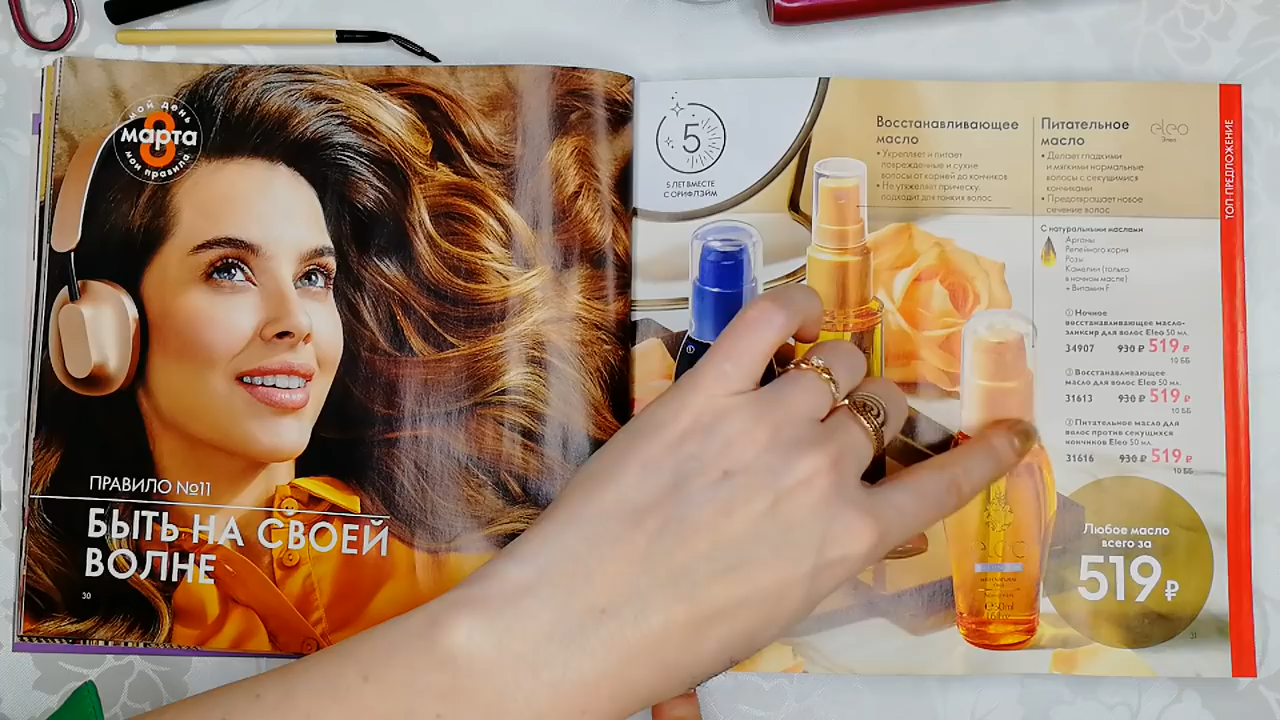 мой день
8
марта
мои правила
ПРАВИЛО №11
БЫТЬ НА СВОЕЙ
ВОЛНЕ
30
5
5 ЛЕТ ВМЕСТЕ
С ОРИФЛЭЙМ
Восстанавливающее
масло
• Укрепляет и питает
поврежденные и сухие
волосы от корней до кончиков
• Не утяжеляет прическу,
подходит для тонких волос
Питательное
масло
• Делает гладкими
и мягкими нормальные
волосы с секущимися
кончиками
• Предотвращает новое
сечение волос
eleo
Элео
ТОП-ПРЕДЛОЖЕНИЕ
С натуральными маслами
Арганы
Репейного корня
Розы
Камелии (только
в ночном масле)
+ Витамин F
① Ночное
восстанавливающее масло-
эликсир для волос Eleo 50 мл.
34907 930 ₽ 519 ₽
10 ББ
② Восстанавливающее
масло для волос Eleo 50 мл.
31613 930 ₽ 519 ₽
10 ББ
③ Питательное масло для
волос против секущихся
кончиков Eleo 50 мл.
31616 930 ₽ 519 ₽
10 ББ
Любое масло
всего за
519 ₽
50ml
31